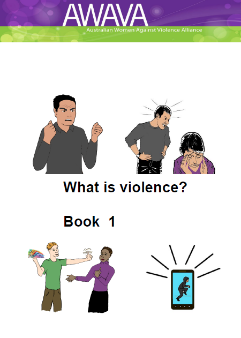 AWAVA
Australian Women Against Violence Alliance
What is violence?
Book 1